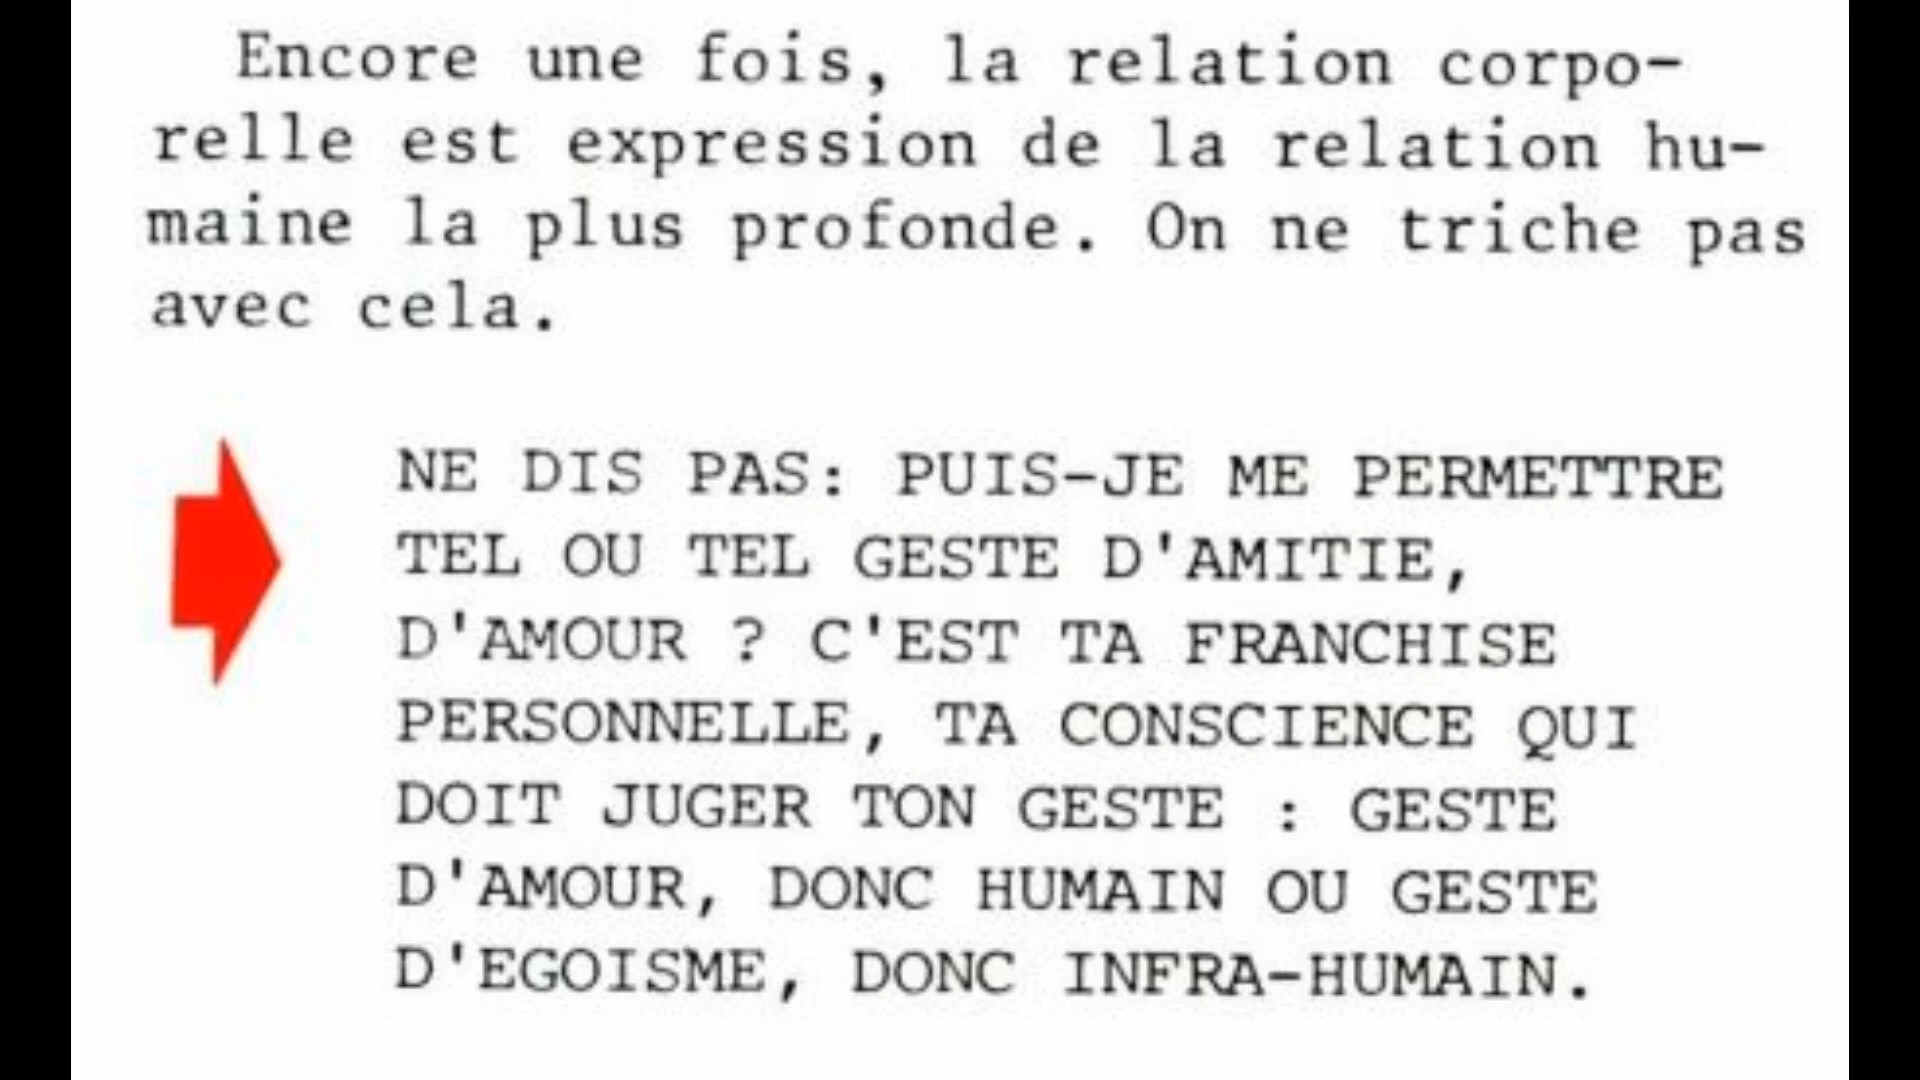 Encore une fois, la relation corpo-
relle est expression de la relation hu-
maine la plus profonde. On ne triche pas
avec cela.
NE DIS PAS: PUIS-JE ME PERMETTRE
TEL OU TEL GESTE D'AMITIE,
D'AMOUR ? C'EST TA FRANCHISE
PERSONNELLE, TA CONSCIENCE QUI
DOIT JUGER TON GESTE : GESTE
D'AMOUR, DONC HUMAIN OU GESTE
D'EGOISME, DONC INFRA-HUMAIN.